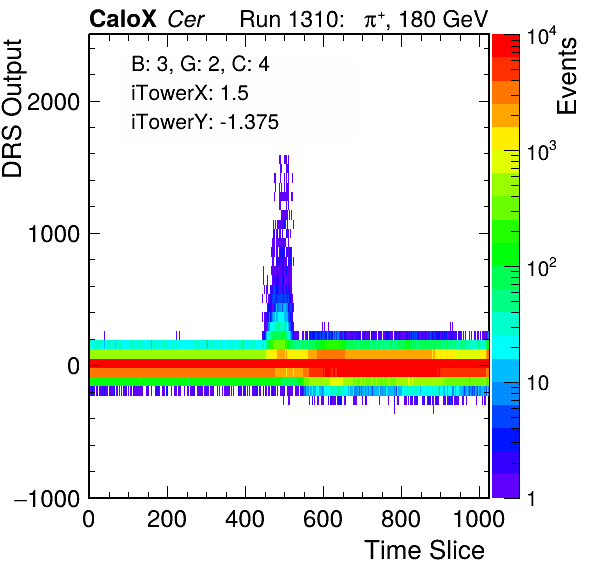 CaloX Cer Run 1310: π⁺, 180 GeV
B: 3, G: 2, C: 4
iTowerX: 1.5
iTowerY: -1.375
DRS Output
2000
1000
0
−1000
0 200 400 600 800 1000
Time Slice
Events
10⁴
10³
10²
10
1